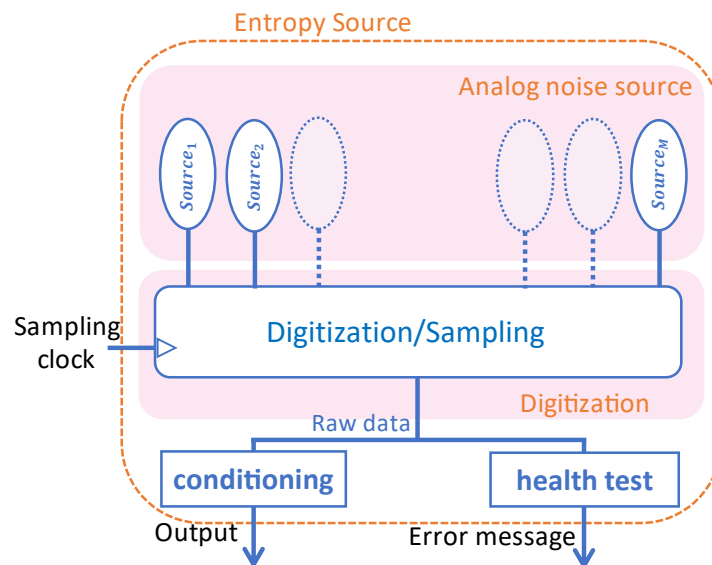 Entropy Source
Analog noise source
Source₁
Source₂
Source_M
Sampling
clock
Digitization/Sampling
Digitization
Raw data
conditioning
health test
Output
Error message